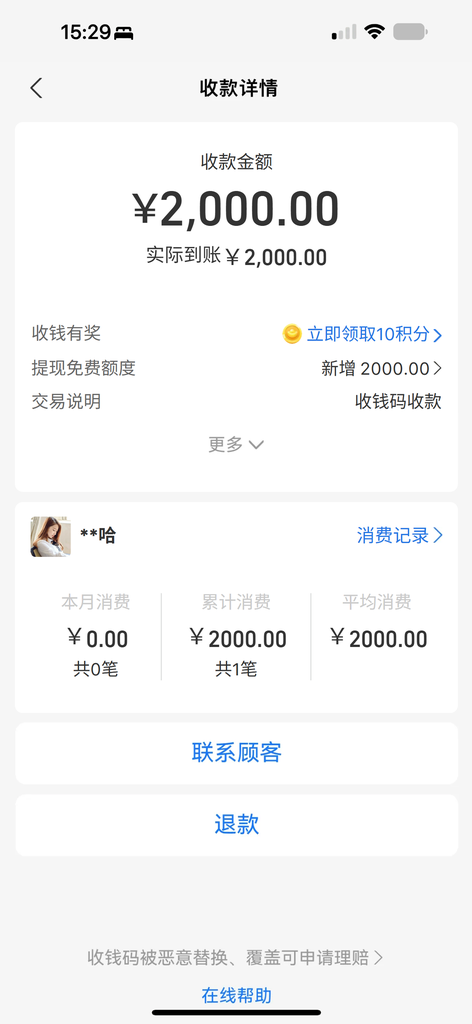 15:29
收款详情
收款金额
¥2,000.00
实际到账 ¥2,000.00
收钱有奖 立即领取10积分
提现免费额度 新增 2000.00
交易说明 收钱码收款
更多
**哈 消费记录
本月消费 累计消费 平均消费
¥0.00 ¥2000.00 ¥2000.00
共0笔 共1笔
联系顾客
退款
收钱码被恶意替换、覆盖可申请理赔
在线帮助